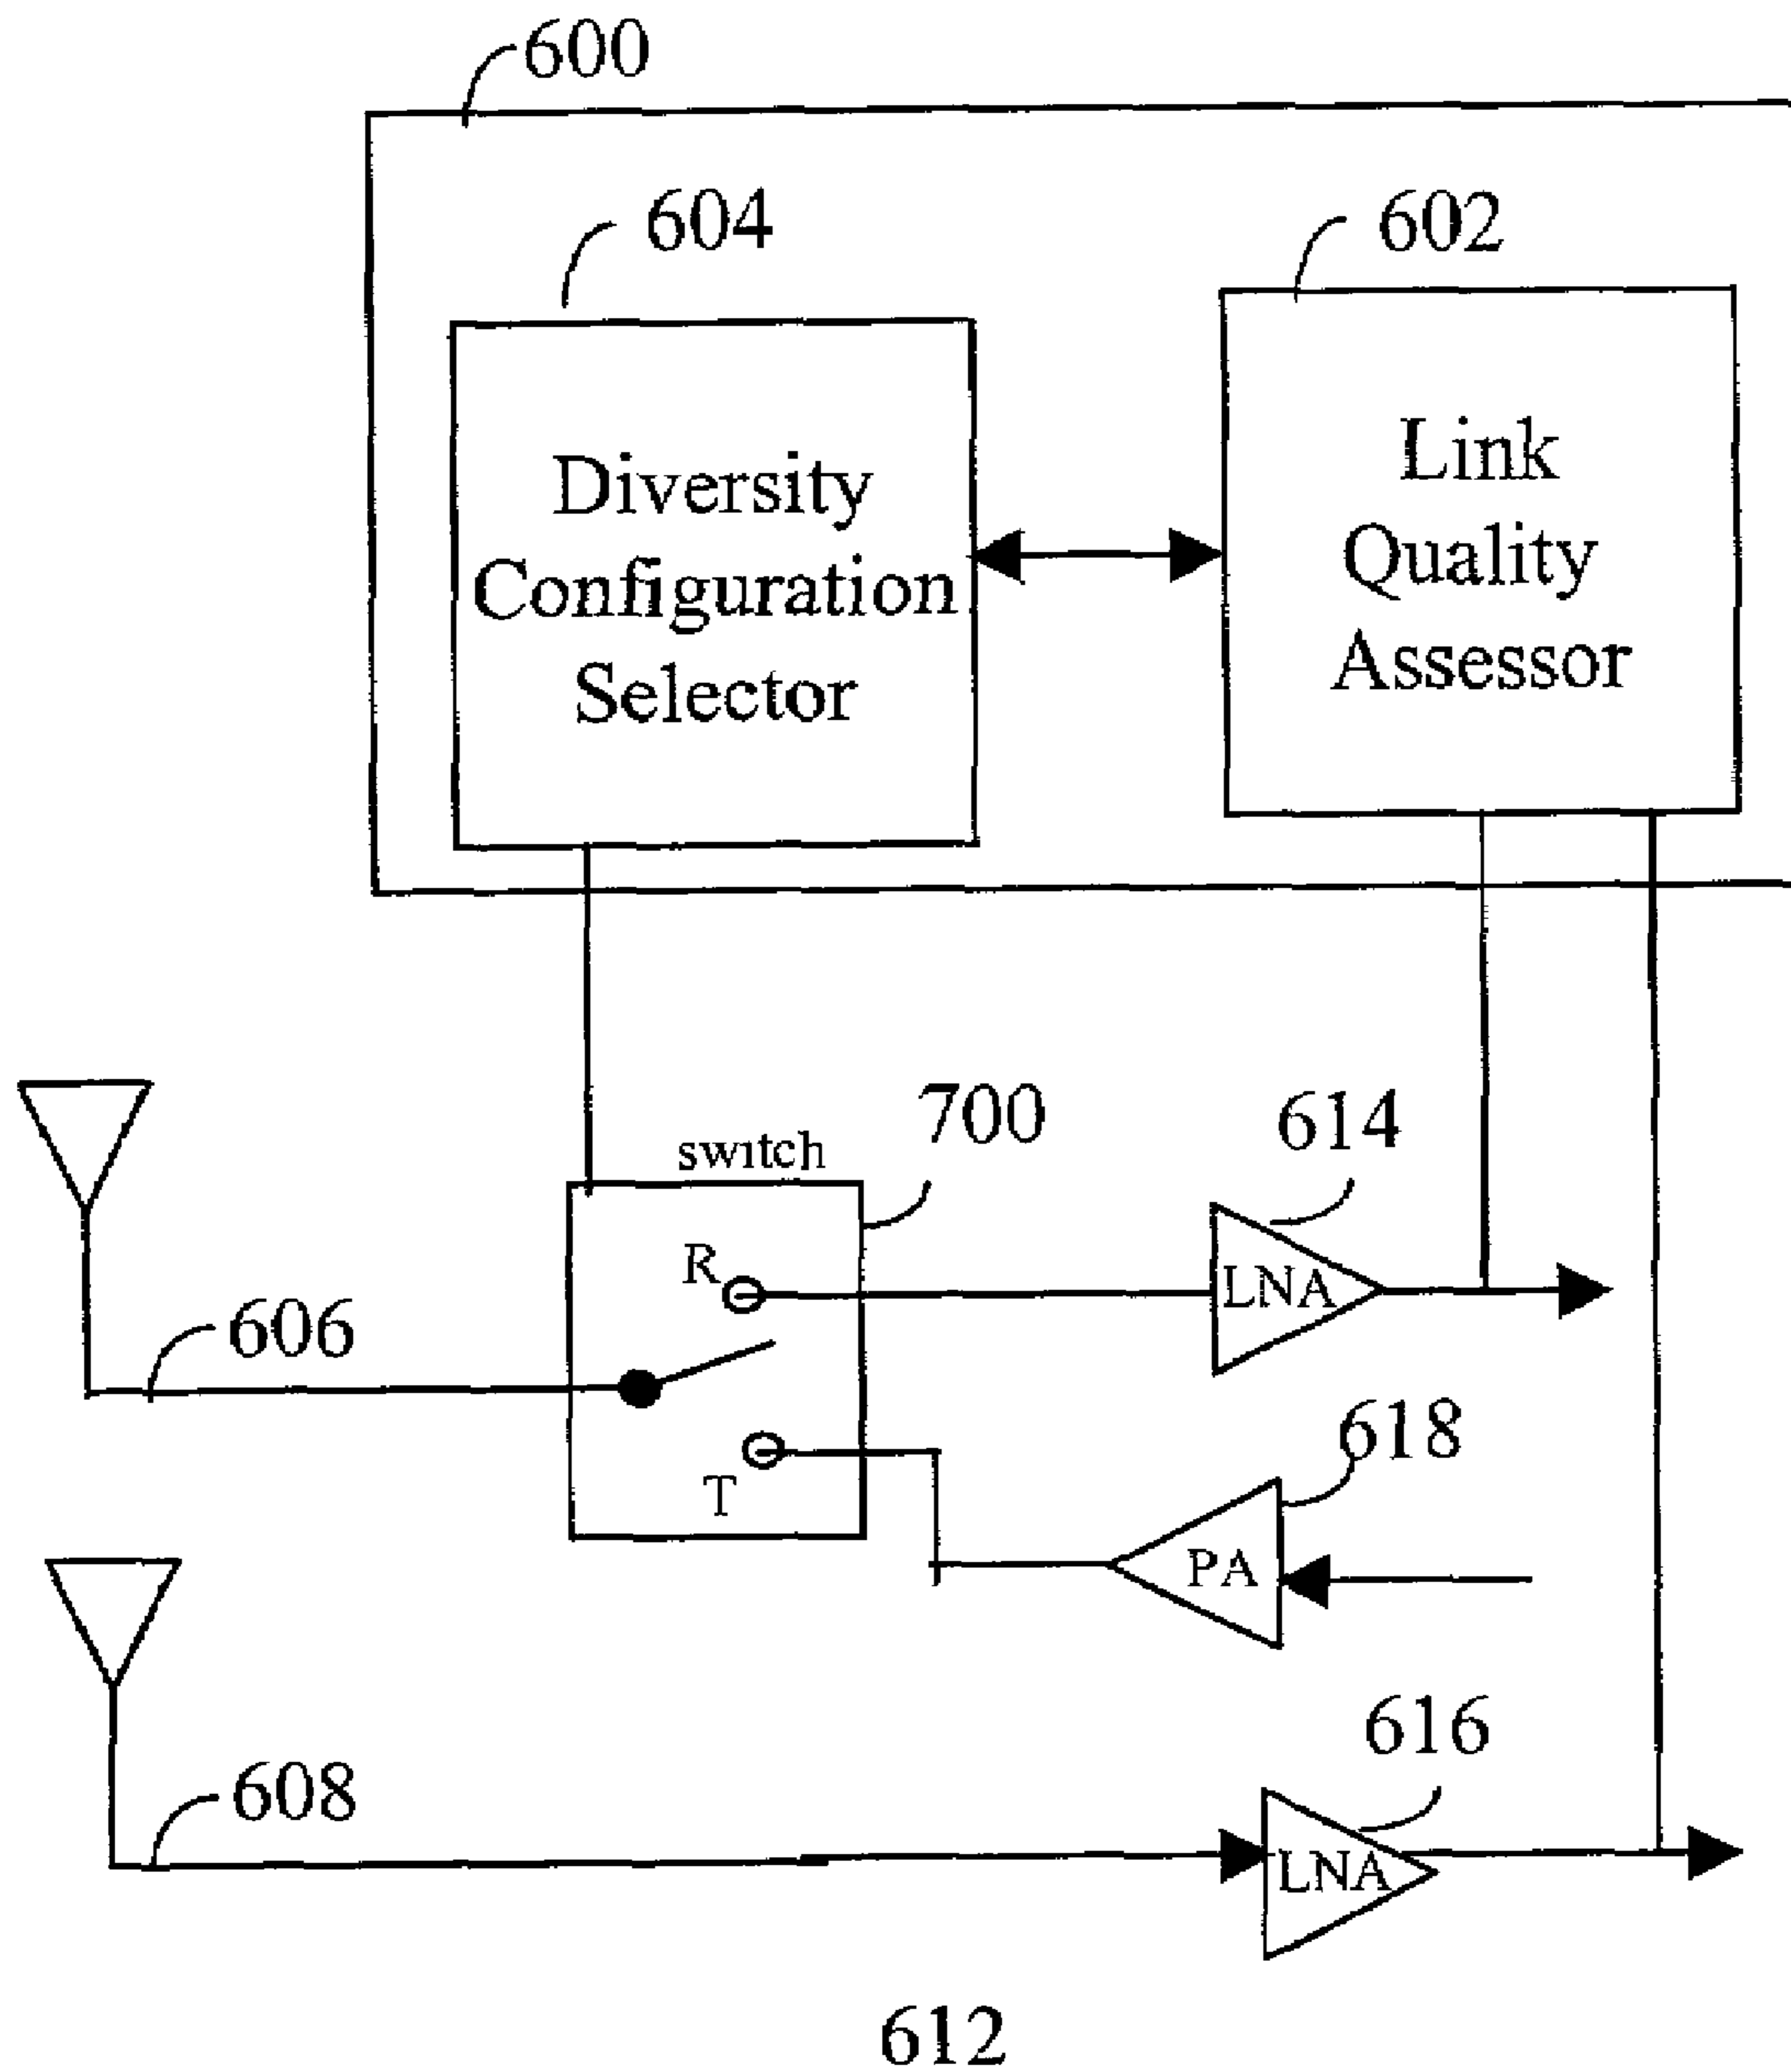 600
604
602
Diversity
Configuration
Selector
Link
Quality
Assessor
switch
700
614
R
LNA
606
618
T
PA
616
608
LNA
612